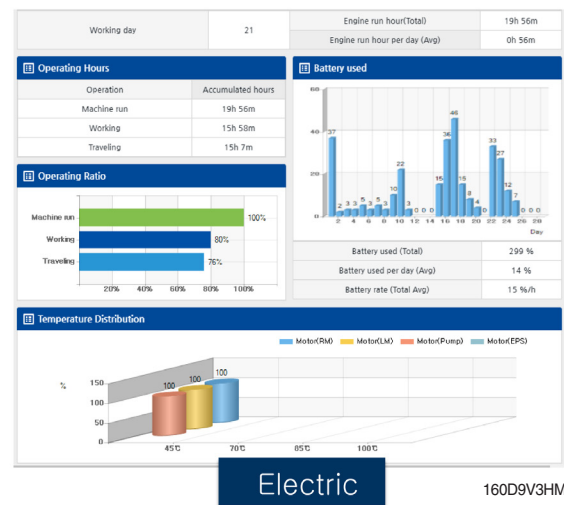 Working day 21 Engine run hour(Total) 19h 56m
Engine run hour per day (Avg) 0h 56m
Operating Hours
Operation Accumulated hours
Machine run 19h 56m
Working 15h 58m
Traveling 15h 7m
Operating Ratio
Machine run 100%
Working 80%
Traveling 76%
20% 40% 60% 80% 100%
Battery used
60
40
20
0
37 2 3 3 5 3 5 3 10 22 3 0 0 0 15 36 46 15 8 4 0 33 27 12 7 0 0 0
2 4 6 8 10 12 14 16 18 20 22 24 26 28
Day
Battery used (Total) 299 %
Battery used per day (Avg) 14 %
Battery rate (Total Avg) 15 %/h
Temperature Distribution
Motor(RM) Motor(LM) Motor(Pump) Motor(EPS)
%
150
100
50
0
100 100 100
45℃ 70℃ 85℃ 100℃
Electric
160D9V3HM